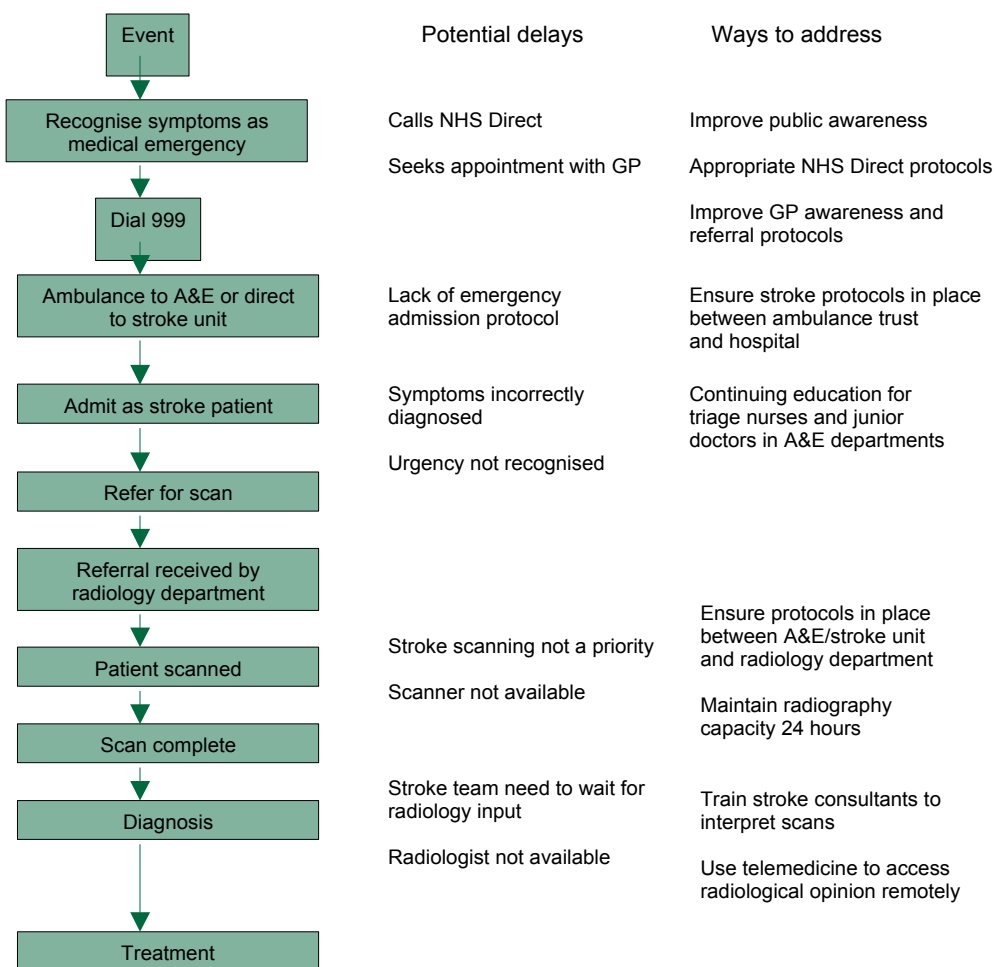 Event
Potential delays
Ways to address
Recognise symptoms as
medical emergency
Calls NHS Direct
Seeks appointment with GP
Improve public awareness
Appropriate NHS Direct protocols
Improve GP awareness and
referral protocols
Dial 999
Ambulance to A&E or direct
to stroke unit
Lack of emergency
admission protocol
Ensure stroke protocols in place
between ambulance trust
and hospital
Admit as stroke patient
Symptoms incorrectly
diagnosed
Urgency not recognised
Continuing education for
triage nurses and junior
doctors in A&E departments
Refer for scan
Referral received by
radiology department
Patient scanned
Stroke scanning not a priority
Scanner not available
Ensure protocols in place
between A&E/stroke unit
and radiology department
Maintain radiography
capacity 24 hours
Scan complete
Diagnosis
Stroke team need to wait for
radiology input
Radiologist not available
Train stroke consultants to
interpret scans
Use telemedicine to access
radiological opinion remotely
Treatment